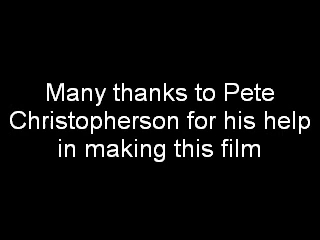 Many thanks to Pete
Christopherson for his help
in making this film